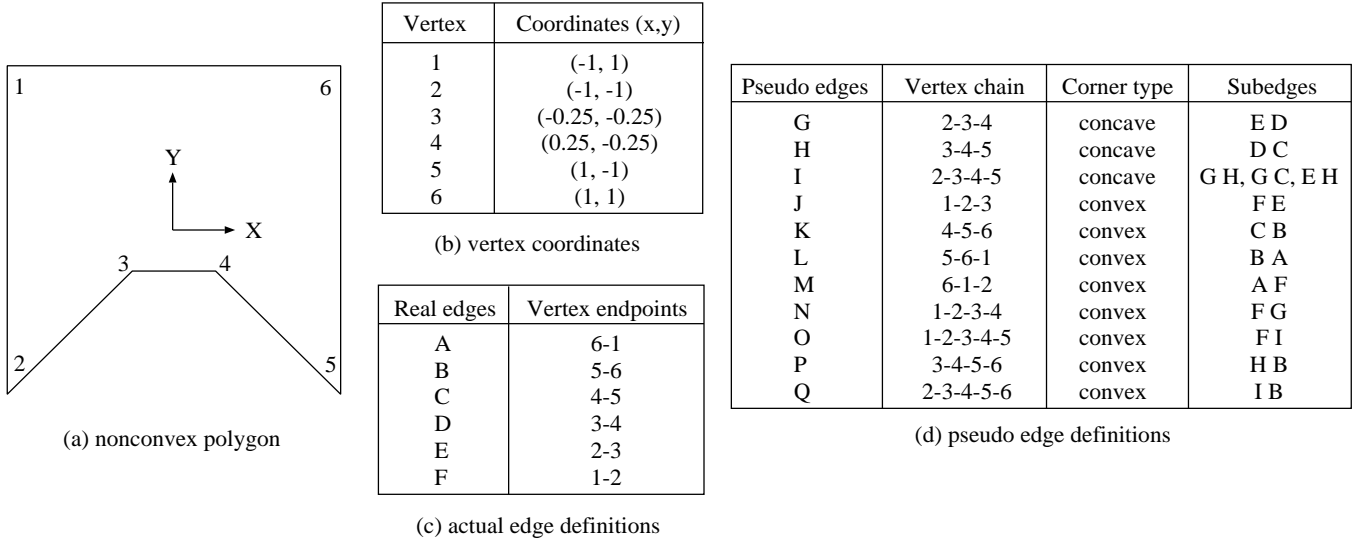 1
6
Y
X
3
4
2
5
(a) nonconvex polygon
Vertex Coordinates (x,y)
1 (-1, 1)
2 (-1, -1)
3 (-0.25, -0.25)
4 (0.25, -0.25)
5 (1, -1)
6 (1, 1)
(b) vertex coordinates
Real edges Vertex endpoints
A 6-1
B 5-6
C 4-5
D 3-4
E 2-3
F 1-2
(c) actual edge definitions
Pseudo edges Vertex chain Corner type Subedges
G 2-3-4 concave E D
H 3-4-5 concave D C
I 2-3-4-5 concave G H, G C, E H
J 1-2-3 convex F E
K 4-5-6 convex C B
L 5-6-1 convex B A
M 6-1-2 convex A F
N 1-2-3-4 convex F G
O 1-2-3-4-5 convex F I
P 3-4-5-6 convex H B
Q 2-3-4-5-6 convex I B
(d) pseudo edge definitions